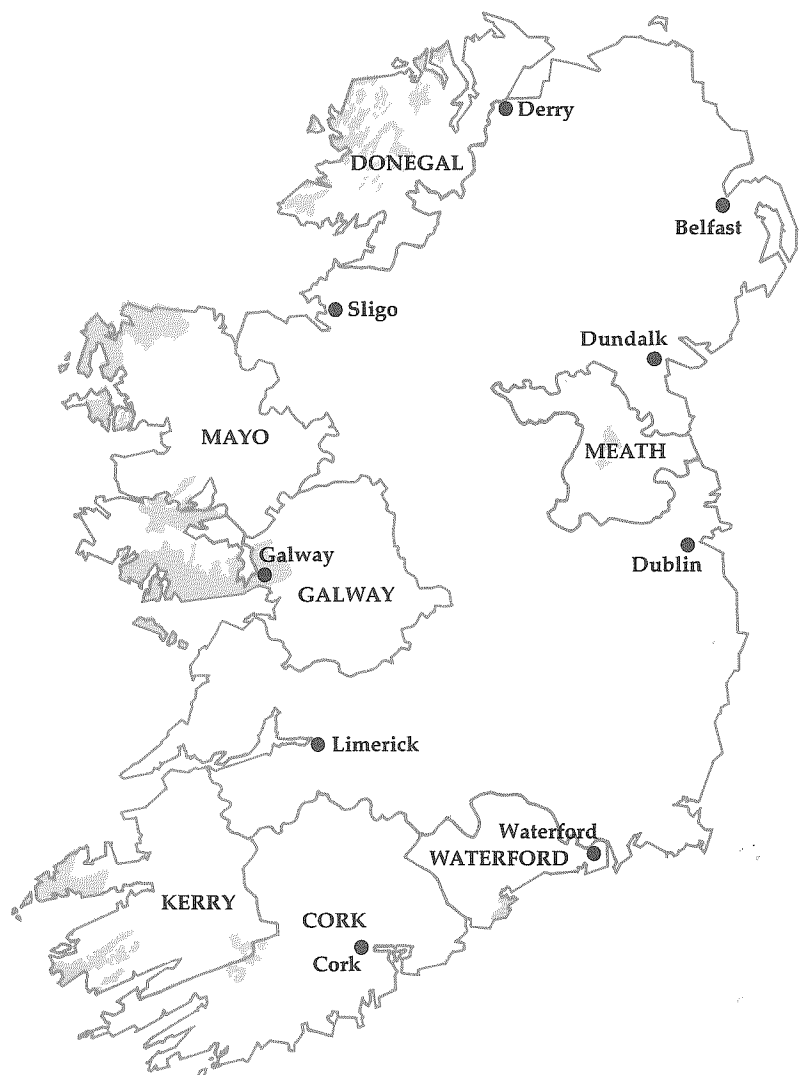 Derry
DONEGAL
Belfast
Sligo
Dundalk
MAYO
MEATH
Galway
Dublin
GALWAY
Limerick
Waterford
WATERFORD
KERRY
CORK
Cork